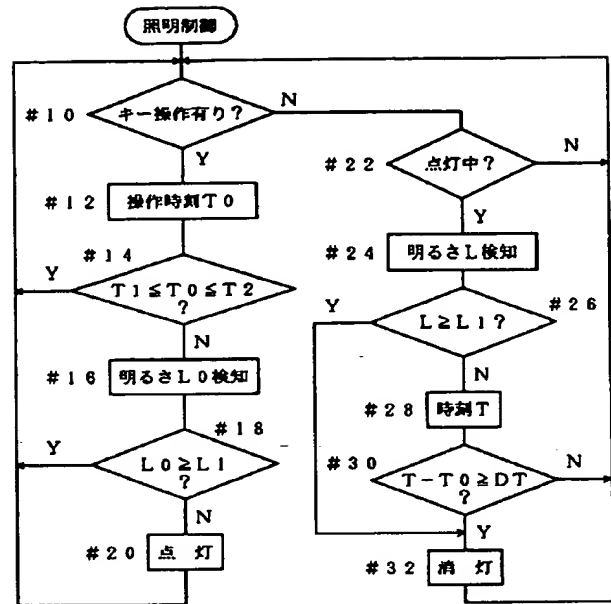 照明制御
#10
キー操作有り?
N
Y
#12
操作時刻T0
#14
Y
T1≦T0≦T2
?
N
#16
明るさL0検知
#18
Y
L0≧L1
?
N
#20
点 灯
#22
点灯中?
N
Y
#24
明るさL検知
Y
#26
L≧L1?
N
#28
時刻T
#30
N
T-T0≧DT
?
Y
#32
消 灯